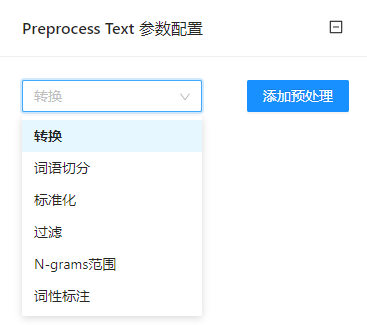 Preprocess Text 参数配置
转换
添加预处理
转换
词语切分
标准化
过滤
N-grams范围
词性标注